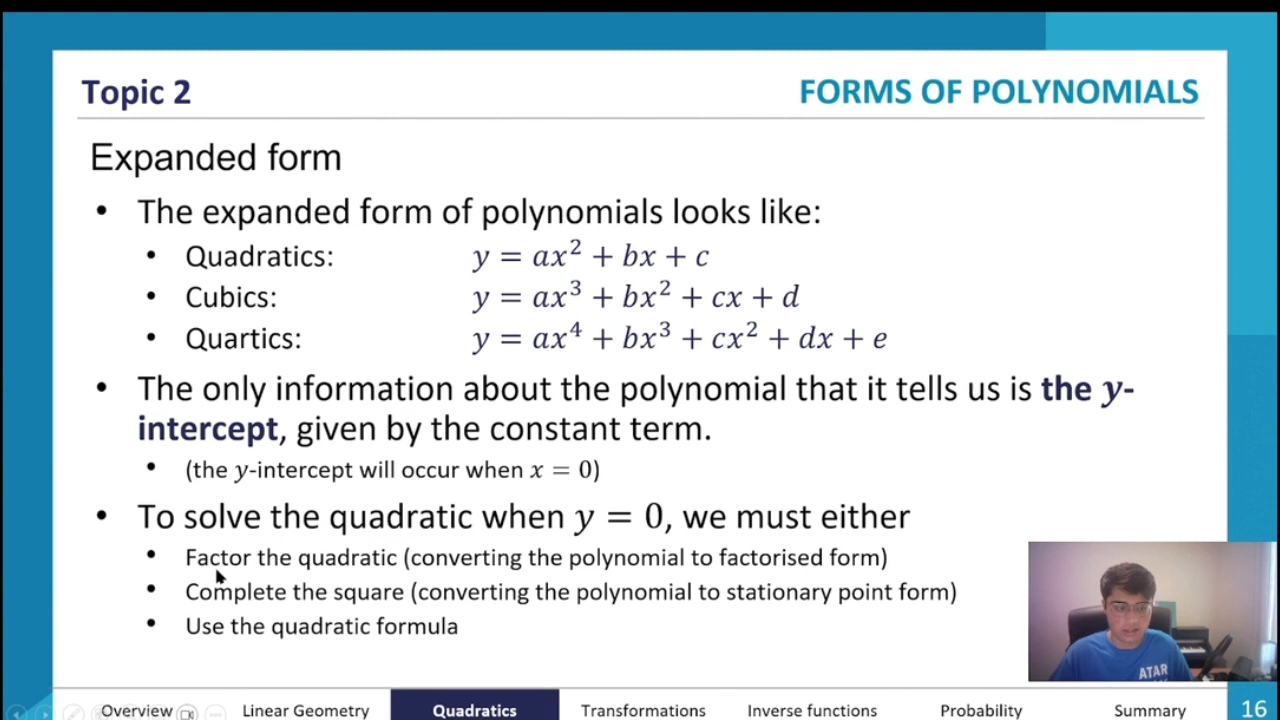 Topic 2
FORMS OF POLYNOMIALS
Expanded form
• The expanded form of polynomials looks like:
• Quadratics: y = ax² + bx + c
• Cubics: y = ax³ + bx² + cx + d
• Quartics: y = ax⁴ + bx³ + cx² + dx + e
• The only information about the polynomial that it tells us is the y-
intercept, given by the constant term.
• (the y-intercept will occur when x = 0)
• To solve the quadratic when y = 0, we must either
• Factor the quadratic (converting the polynomial to factorised form)
• Complete the square (converting the polynomial to stationary point form)
• Use the quadratic formula
ATAR
Overview Linear Geometry Quadratics Transformations Inverse functions Probability Summary 16